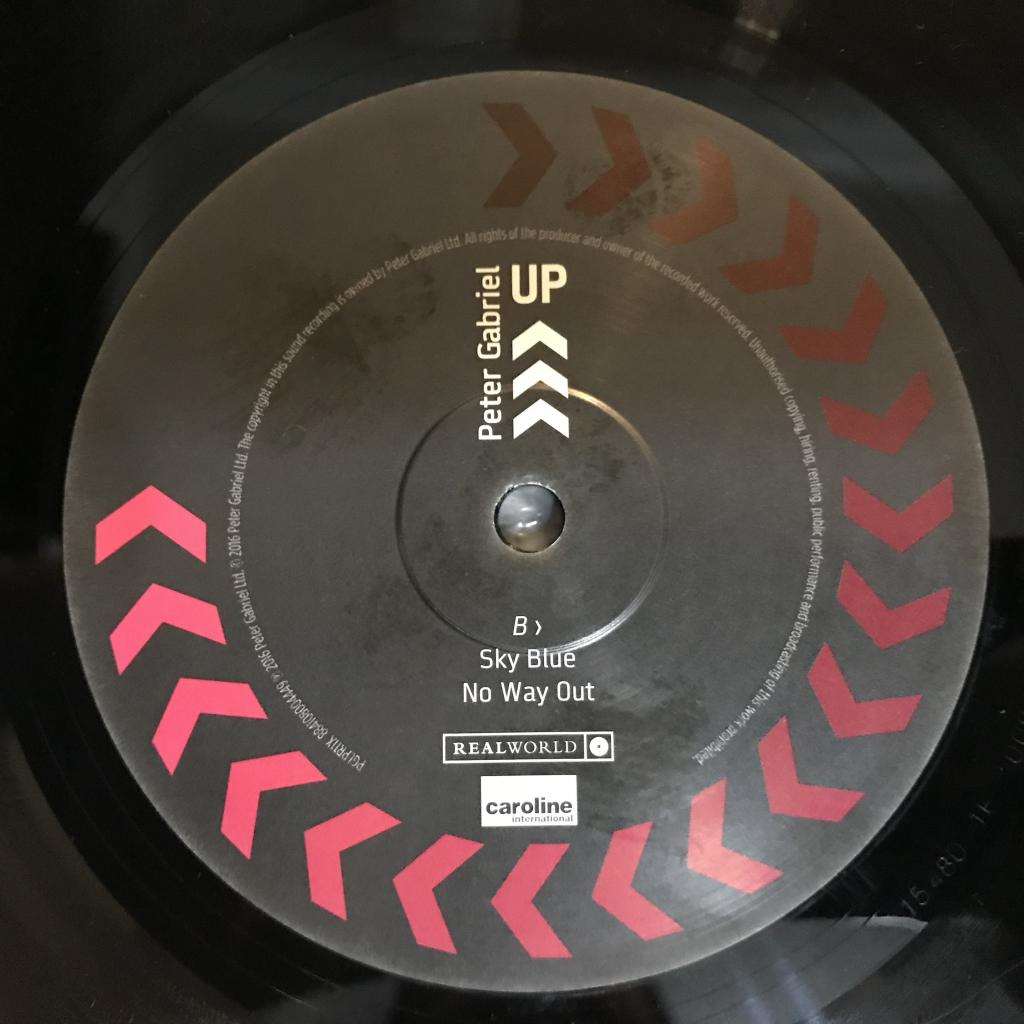 Peter Gabriel
UP
B ›
Sky Blue
No Way Out
REALWORLD
caroline
international
PGLPR11X 884108004449 ℗ 2016 Peter Gabriel Ltd. © 2016 Peter Gabriel Ltd. The copyright in this sound recording is owned by Peter Gabriel Ltd. All rights of the producer and owner of the recorded work reserved. Unauthorised copying, hiring, renting, public performance and broadcasting of this work prohibited.